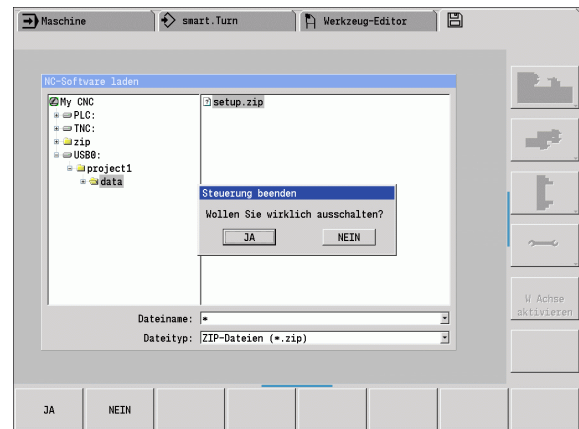 Maschine
smart.Turn
Werkzeug-Editor
NC-Software laden
My CNC
PLC:
TNC:
zip
USB0:
project1
data
setup.zip
Steuerung beenden
Wollen Sie wirklich ausschalten?
JA NEIN
Dateiname: *
Dateityp: ZIP-Dateien (*.zip)
W Achse
aktivieren
JA NEIN